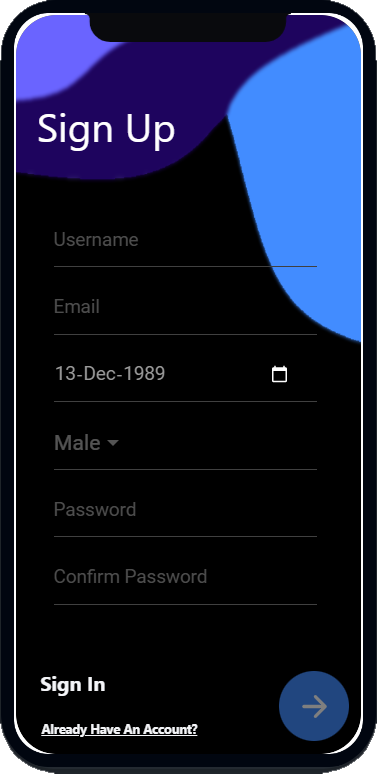 Sign Up
Username
Email
13-Dec-1989
Male
Password
Confirm Password
Sign In
Already Have An Account?